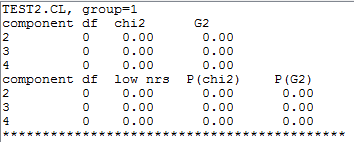 TEST2.CL, group=1
component df  chi2      G2
2         0   0.00     0.00
3         0   0.00     0.00
4         0   0.00     0.00
component df  low nrs  P(chi2)   P(G2)
2         0   0.00      0.00      0.00
3         0   0.00      0.00      0.00
4         0   0.00      0.00      0.00
*******************************************